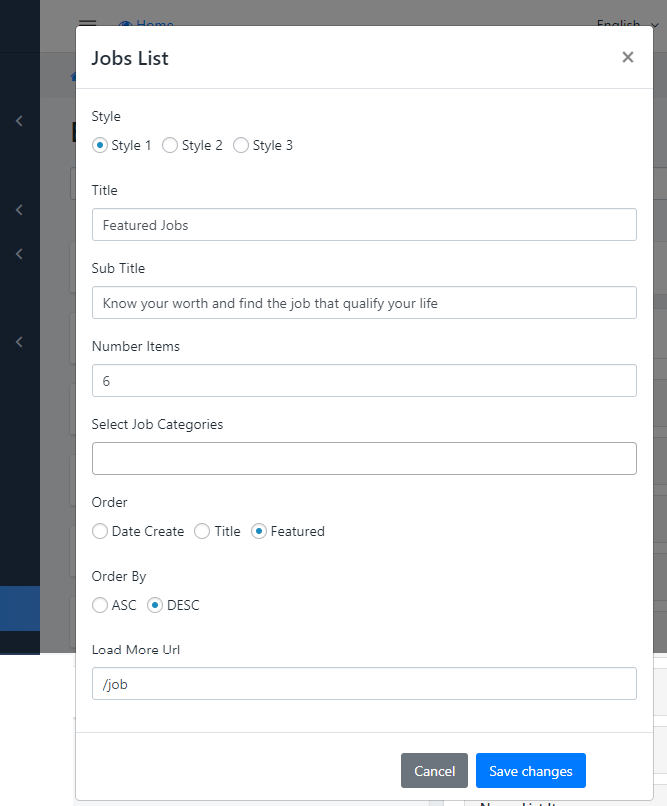 Home
English
Jobs List
×
Style
Style 1 Style 2 Style 3
Title
Featured Jobs
Sub Title
Know your worth and find the job that qualify your life
Number Items
6
Select Job Categories
Order
Date Create Title Featured
Order By
ASC DESC
Load More Url
/job
Cancel Save changes